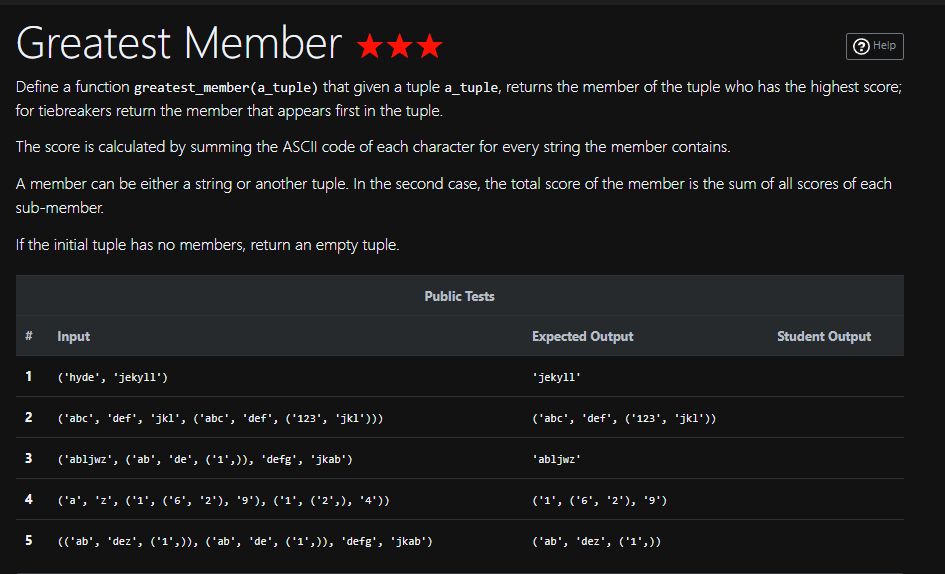 Greatest Member
Help
Define a function greatest_member(a_tuple) that given a tuple a_tuple, returns the member of the tuple who has the highest score;
for tiebreakers return the member that appears first in the tuple.
The score is calculated by summing the ASCII code of each character for every string the member contains.
A member can be either a string or another tuple. In the second case, the total score of the member is the sum of all scores of each
sub-member.
If the initial tuple has no members, return an empty tuple.
Public Tests
# Input Expected Output Student Output
1 ('hyde', 'jekyll') 'jekyll'
2 ('abc', 'def', 'jkl', ('abc', 'def', ('123', 'jkl'))) ('abc', 'def', ('123', 'jkl'))
3 ('abljwz', ('ab', 'de', ('1',)), 'defg', 'jkab') 'abljwz'
4 ('a', 'z', ('1', ('6', '2'), '9'), ('1', ('2',), '4')) ('1', ('6', '2'), '9')
5 (('ab', 'dez', ('1',)), ('ab', 'de', ('1',)), 'defg', 'jkab') ('ab', 'dez', ('1',))